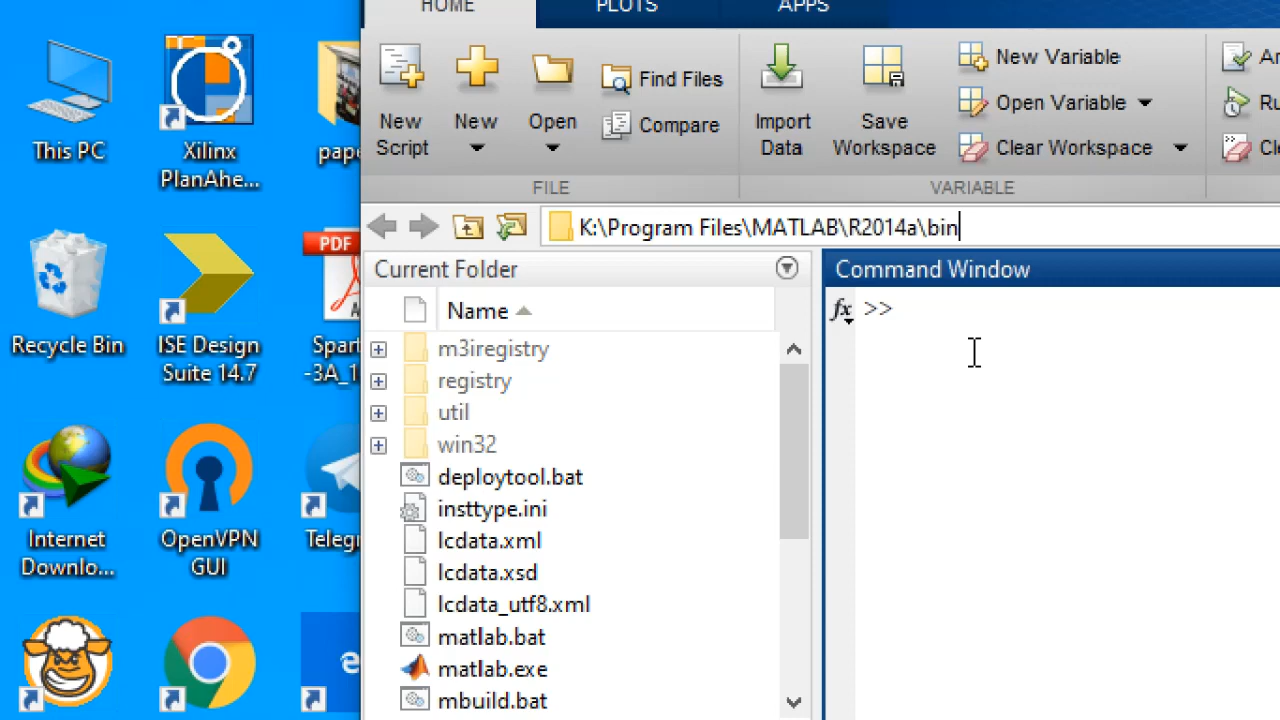 This PC
Xilinx
PlanAhe...
Recycle Bin
ISE Design
Suite 14.7
PDF
-3A_1
Internet
Downlo...
OpenVPN
GUI
HOME
PLOTS
APPS
New
Script
New
Open
Find Files
Compare
FILE
Import
Data
Save
Workspace
New Variable
Open Variable
Clear Workspace
VARIABLE
K:\Program Files\MATLAB\R2014a\bin
Current Folder
Name
m3iregistry
registry
util
win32
deploytool.bat
insttype.ini
lcdata.xml
lcdata.xsd
lcdata_utf8.xml
matlab.bat
matlab.exe
mbuild.bat
Command Window
fx >>